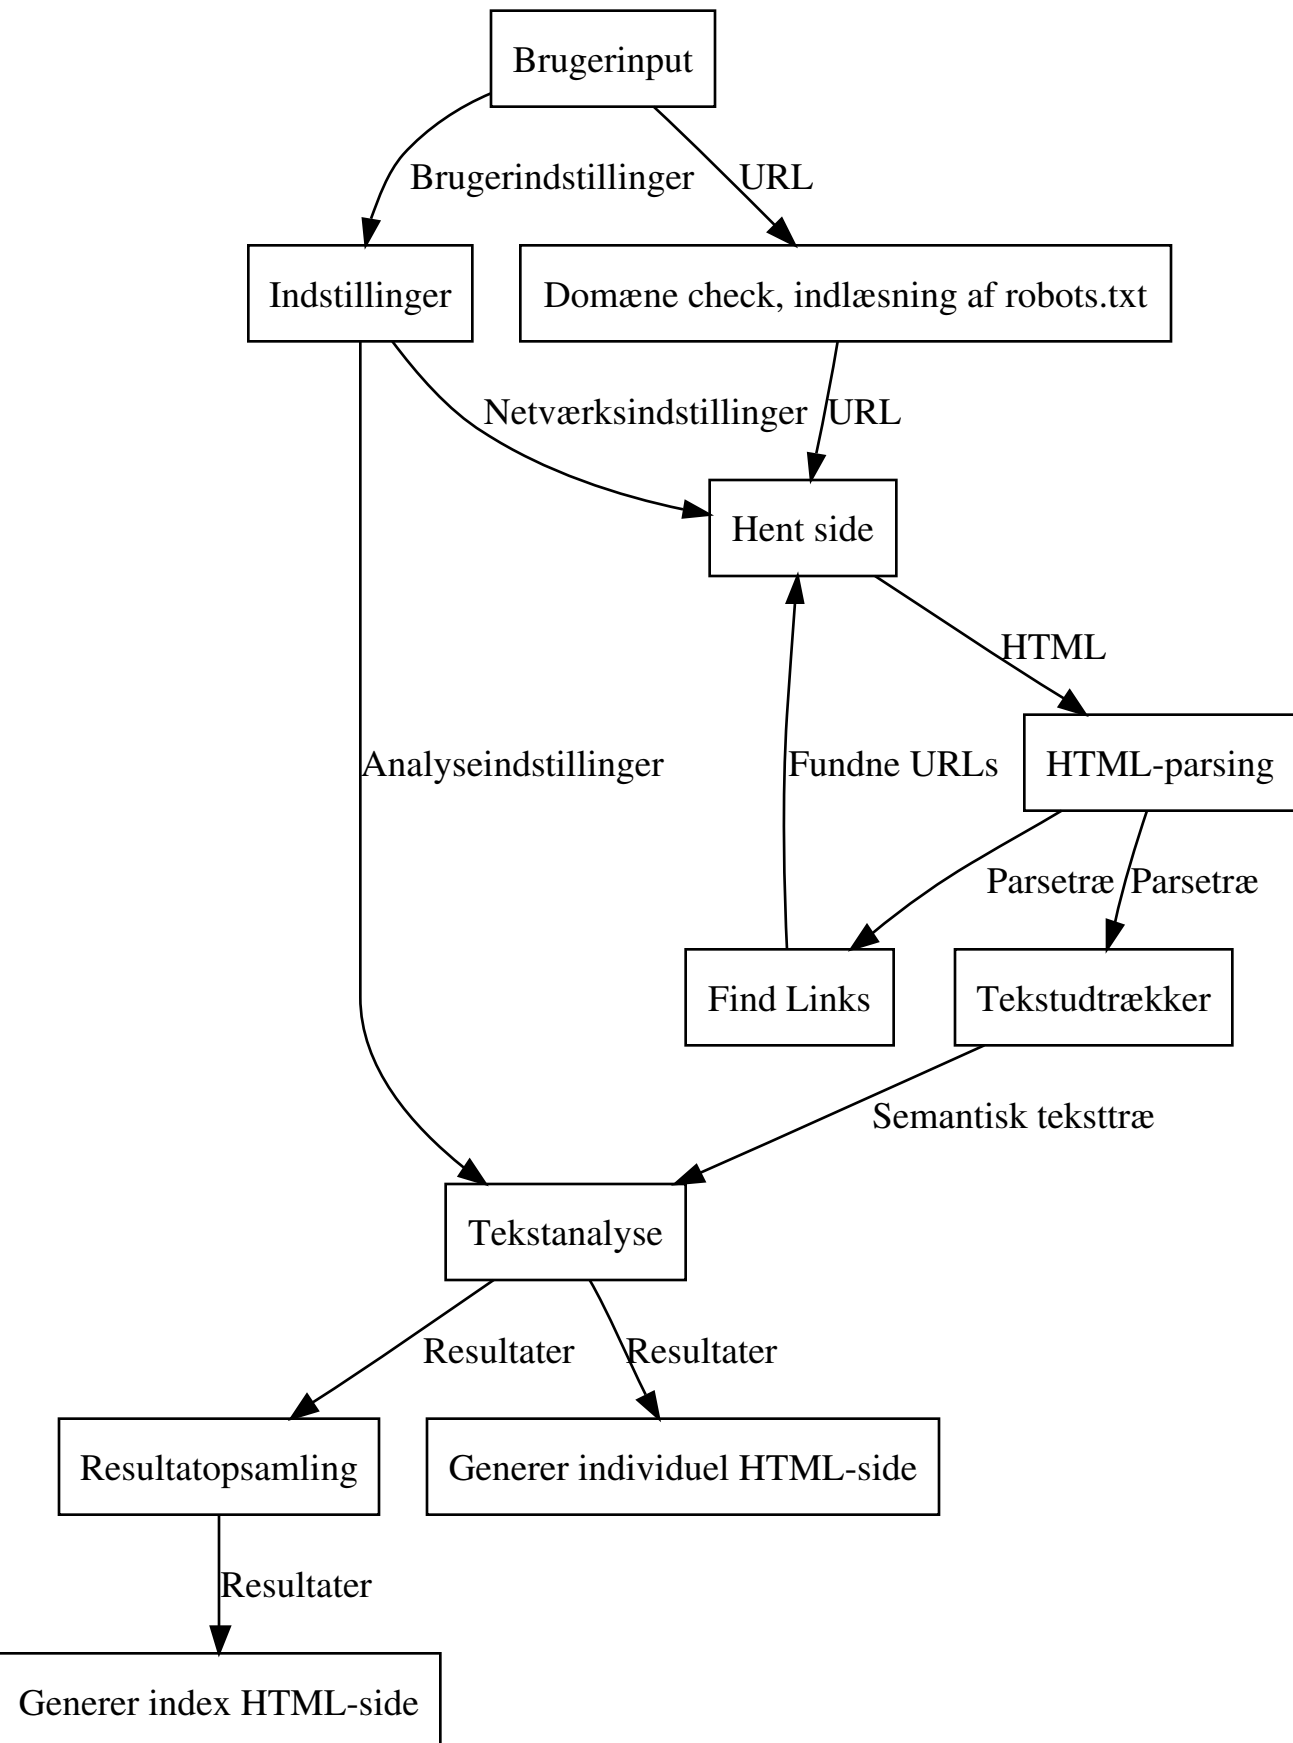 Brugerinput
Brugerindstillinger
URL
Indstillinger
Domæne check, indlæsning af robots.txt
Netværksindstillinger
URL
Hent side
HTML
Analyseindstillinger
Fundne URLs
HTML-parsing
Parsetræ
Parsetræ
Find Links
Tekstudtrækker
Semantisk teksttræ
Tekstanalyse
Resultater
Resultater
Resultatopsamling
Generer individuel HTML-side
Resultater
Generer index HTML-side